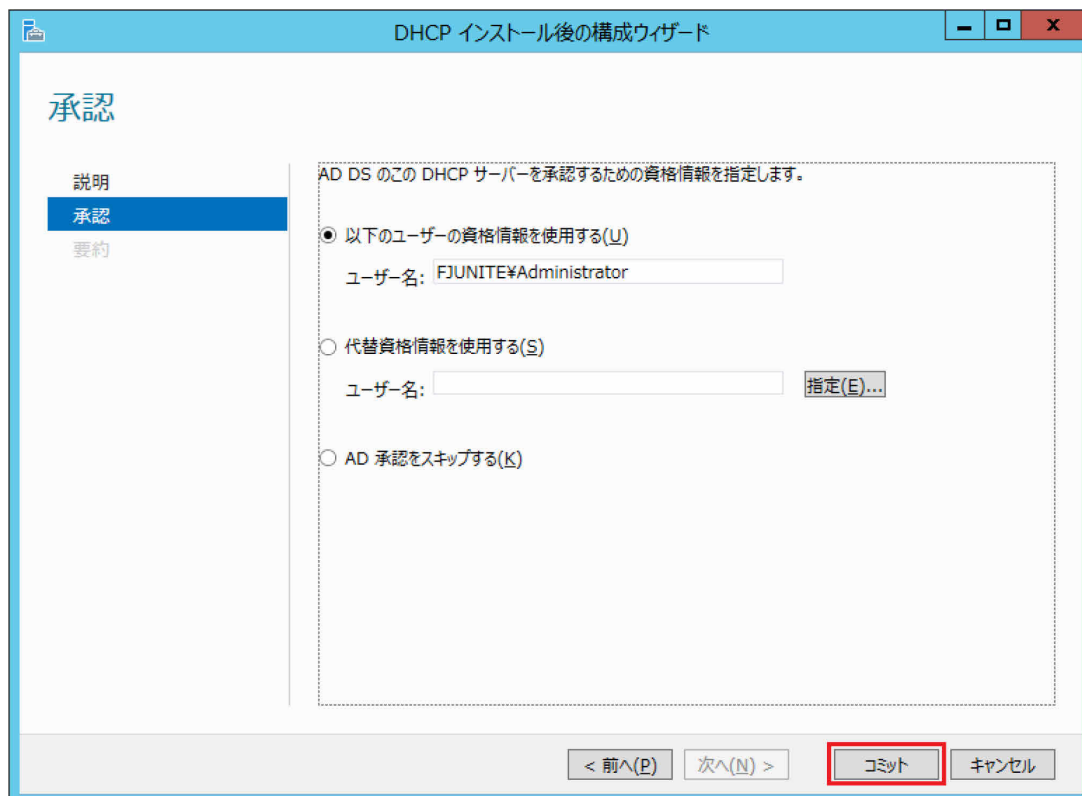 DHCP インストール後の構成ウィザード
承認
説明
承認
要約
AD DS のこの DHCP サーバーを承認するための資格情報を指定します。
以下のユーザーの資格情報を使用する(U)
ユーザー名: FJUNITE¥Administrator
代替資格情報を使用する(S)
ユーザー名:
指定(E)...
AD 承認をスキップする(K)
< 前へ(P) 次へ(N) > コミット キャンセル